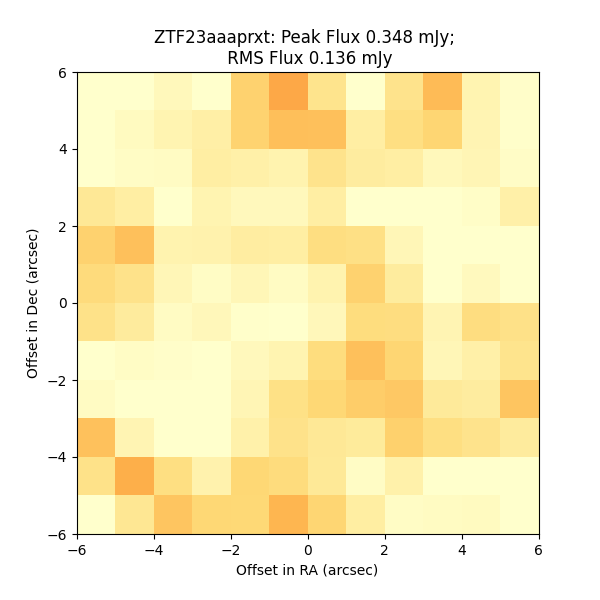 ZTF23aaaprxt: Peak Flux 0.348 mJy;
RMS Flux 0.136 mJy
6
4
2
0
−2
−4
−6
Offset in Dec (arcsec)
−6 −4 −2 0 2 4 6
Offset in RA (arcsec)